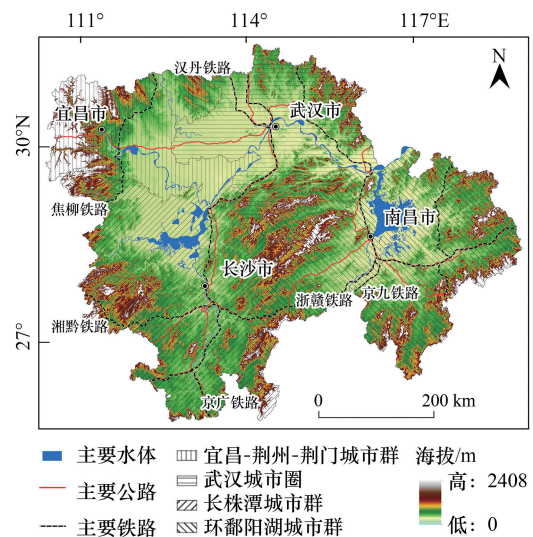 111° 114° 117°E
汉丹铁路
N
宜昌市
武汉市
30°N
焦柳铁路
南昌市
长沙市
浙赣铁路
京九铁路
湘黔铁路
27°
京广铁路
0 200 km
主要水体
主要公路
主要铁路
宜昌-荆州-荆门城市群
武汉城市圈
长株潭城市群
环鄱阳湖城市群
海拔/m
高：2408
低：0